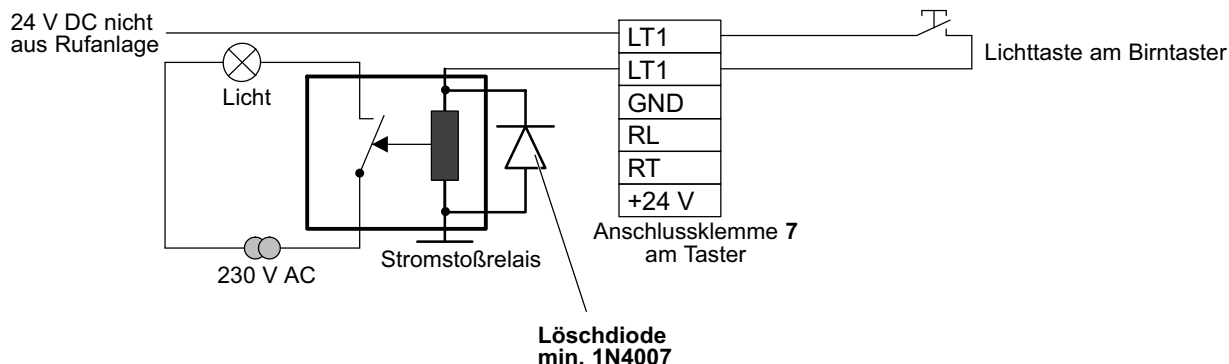 24 V DC nicht
aus Rufanlage
Licht
230 V AC
Stromstoßrelais
LT1
LT1
GND
RL
RT
+24 V
Anschlussklemme 7
am Taster
Lichttaste am Birntaster
Löschdiode
min. 1N4007